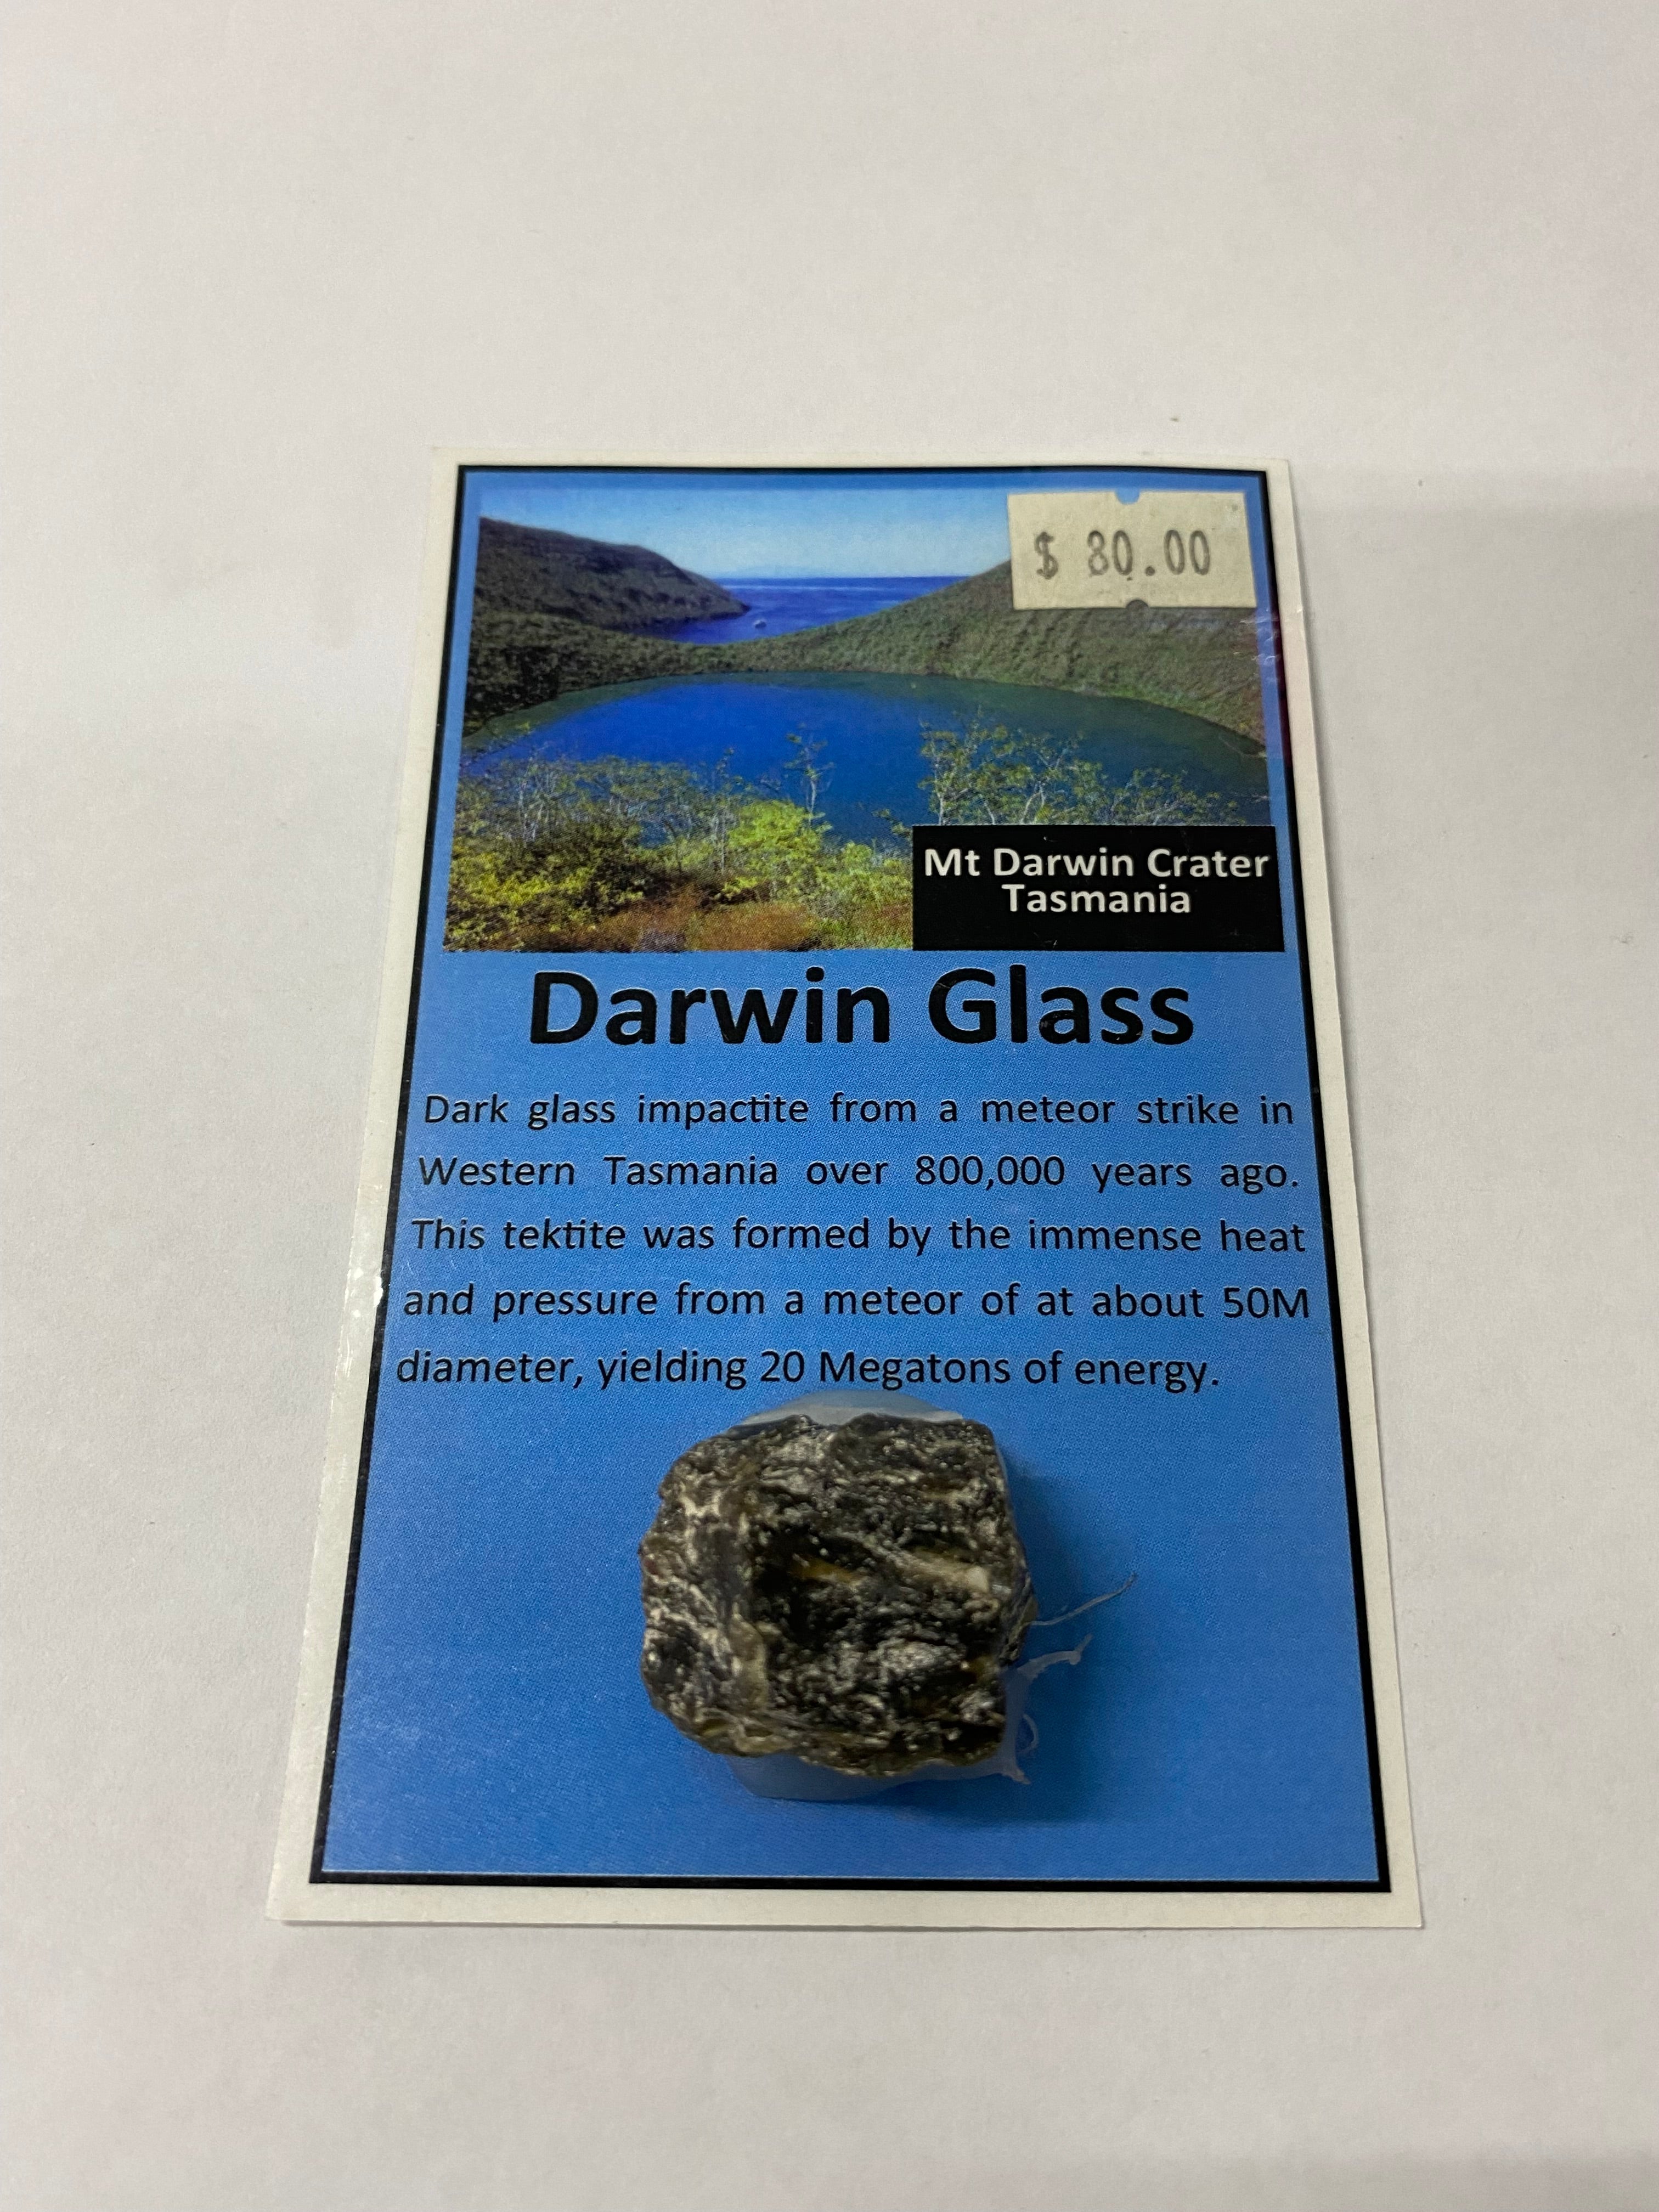 $ 80.00
Mt Darwin Crater
Tasmania
Darwin Glass
Dark glass impactite from a meteor strike in
Western Tasmania over 800,000 years ago.
This tektite was formed by the immense heat
and pressure from a meteor of at about 50M
diameter, yielding 20 Megatons of energy.